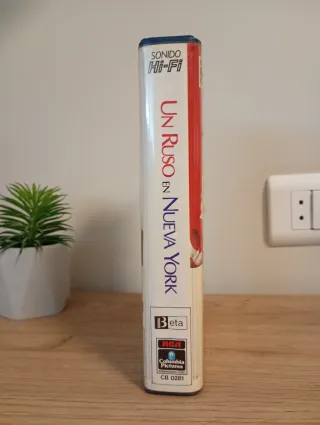 SONIDO
Hi-Fi
UN RUSO EN NUEVA YORK
Beta
RCA
Columbia
Pictures
CB 0281